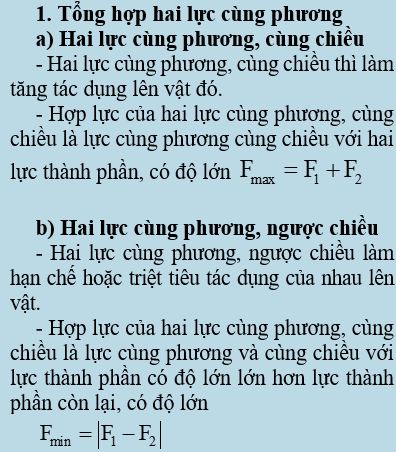 1. Tổng hợp hai lực cùng phương
a) Hai lực cùng phương, cùng chiều
- Hai lực cùng phương, cùng chiều thì làm
tăng tác dụng lên vật đó.
- Hợp lực của hai lực cùng phương, cùng
chiều là lực cùng phương cùng chiều với hai
lực thành phần, có độ lớn F_max = F_1 + F_2
b) Hai lực cùng phương, ngược chiều
- Hai lực cùng phương, ngược chiều làm
hạn chế hoặc triệt tiêu tác dụng của nhau lên
vật.
- Hợp lực của hai lực cùng phương, cùng
chiều là lực cùng phương và cùng chiều với
lực thành phần có độ lớn lớn hơn lực thành
phần còn lại, có độ lớn
F_min = |F_1 − F_2|